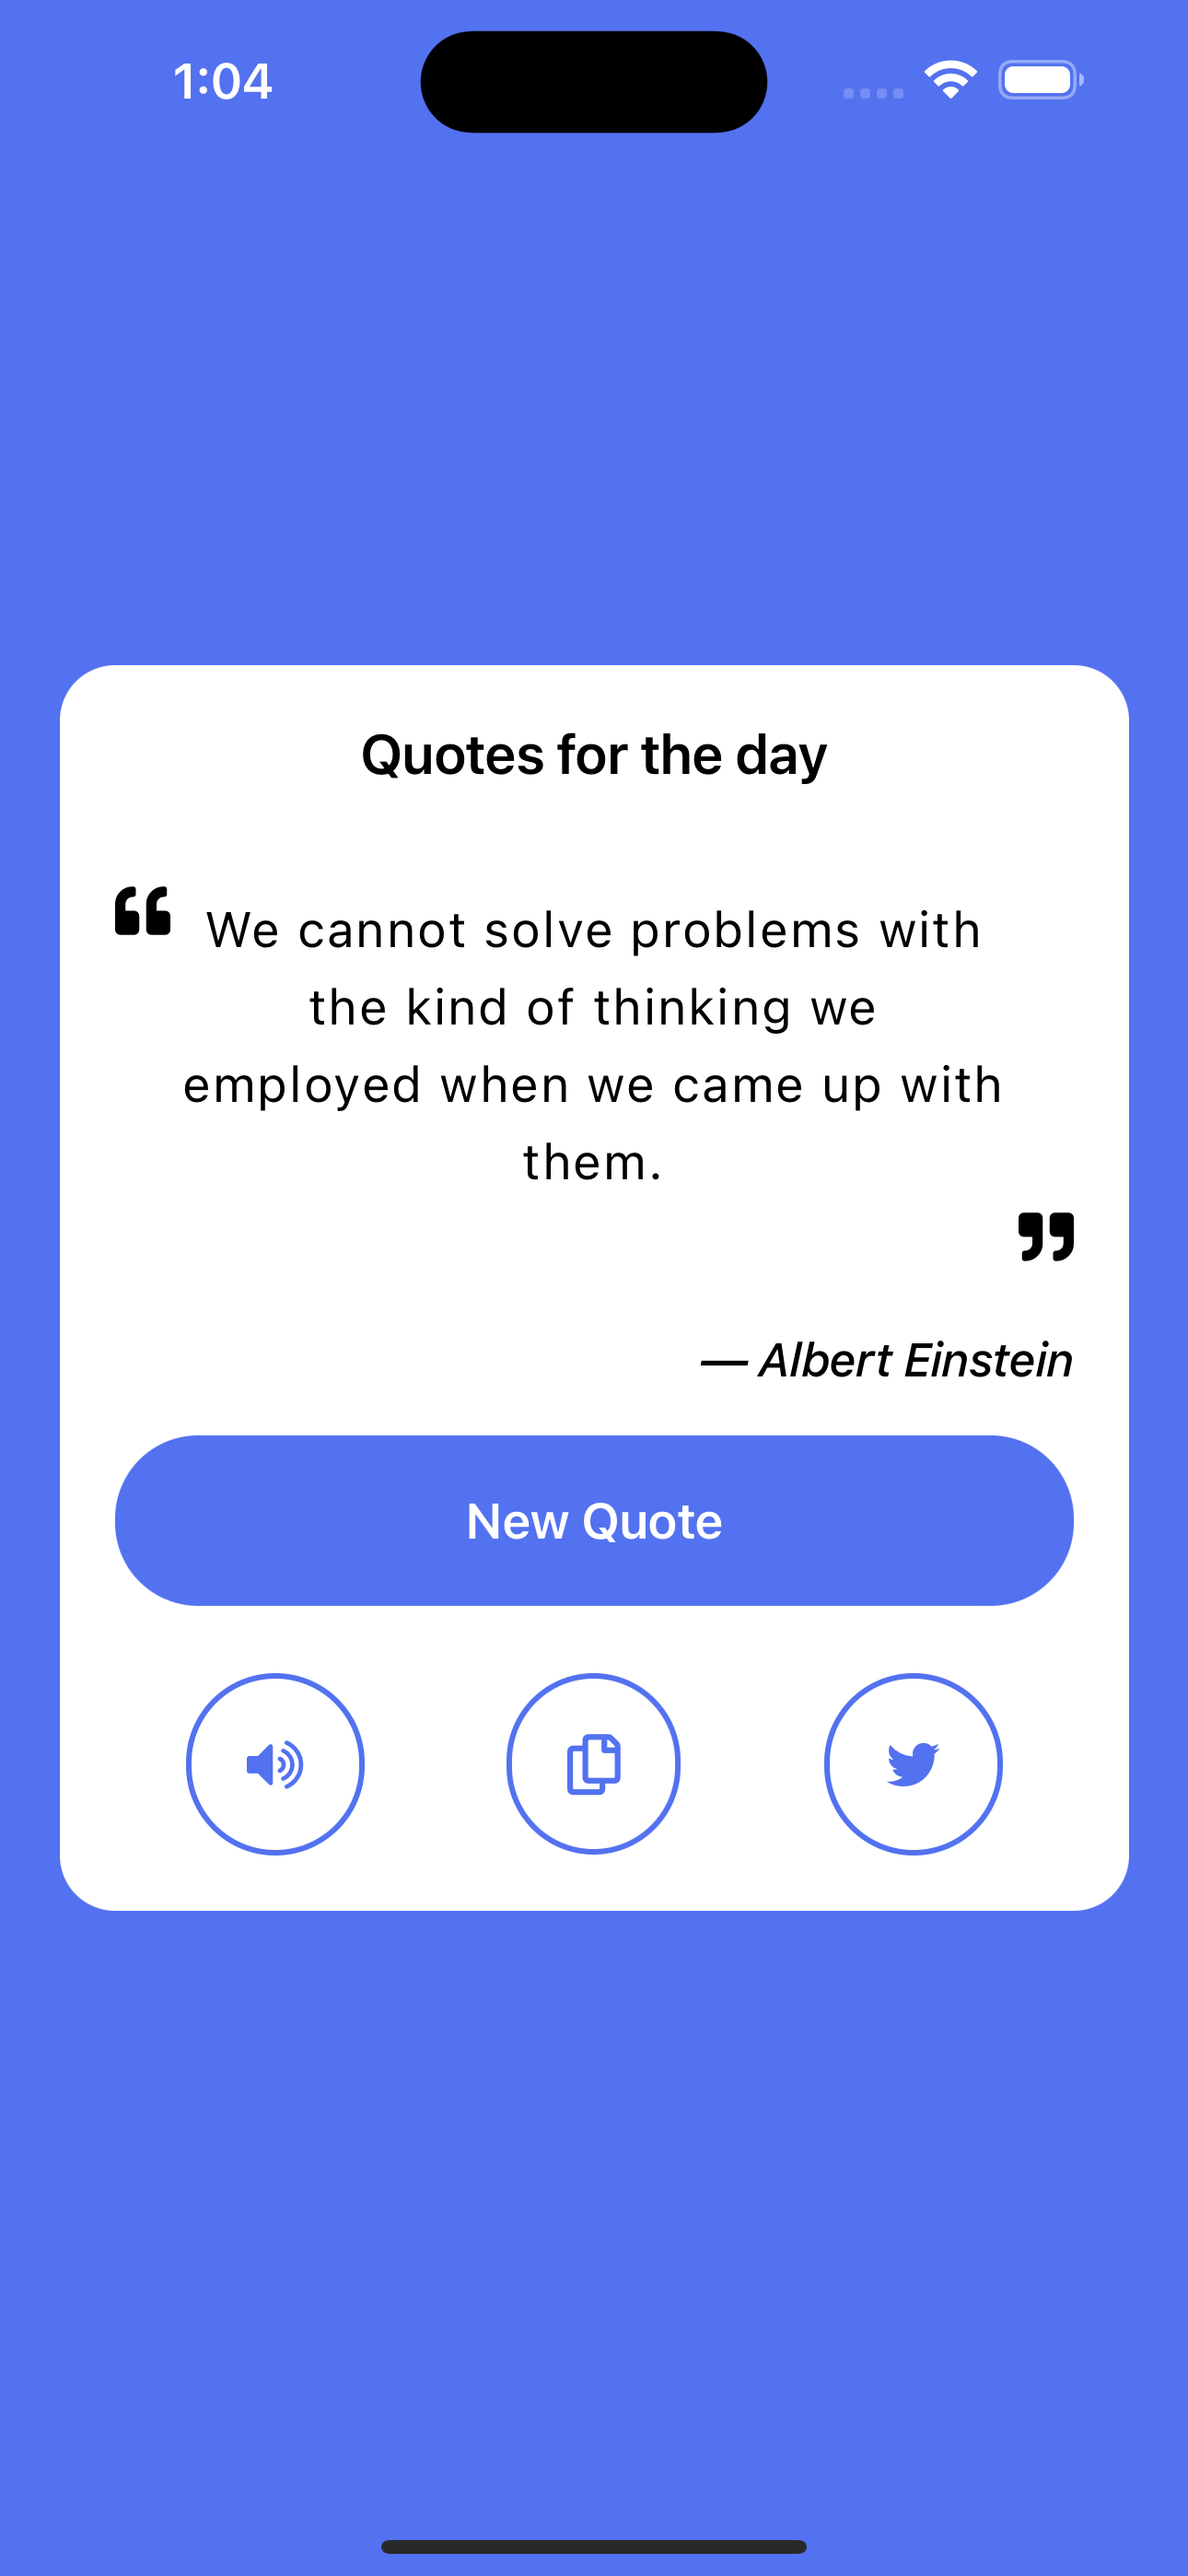 1:04
Quotes for the day
“ We cannot solve problems with
the kind of thinking we
employed when we came up with
them.
”
— Albert Einstein
New Quote